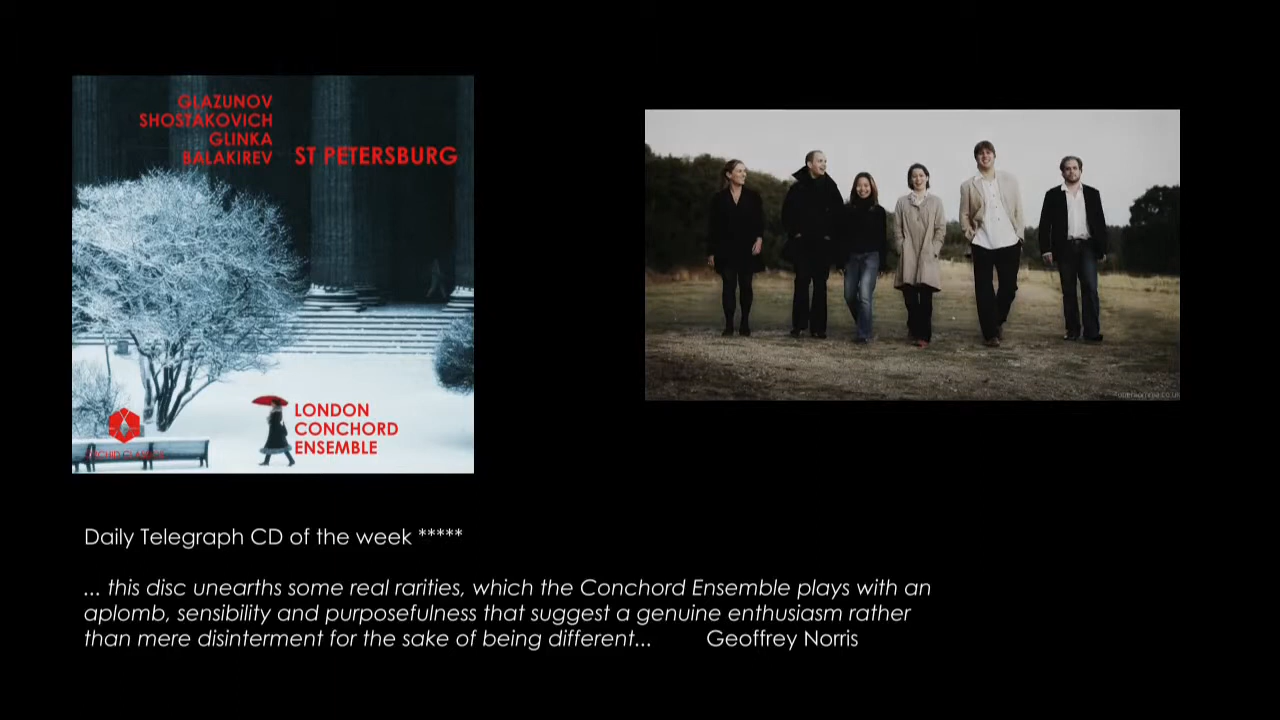 GLAZUNOV
SHOSTAKOVICH
GLINKA
BALAKIREV
ST PETERSBURG
LONDON
CONCHORD
ENSEMBLE
Daily Telegraph CD of the week *****
... this disc unearths some real rarities, which the Conchord Ensemble plays with an
aplomb, sensibility and purposefulness that suggest a genuine enthusiasm rather
than mere disinterment for the sake of being different...
Geoffrey Norris